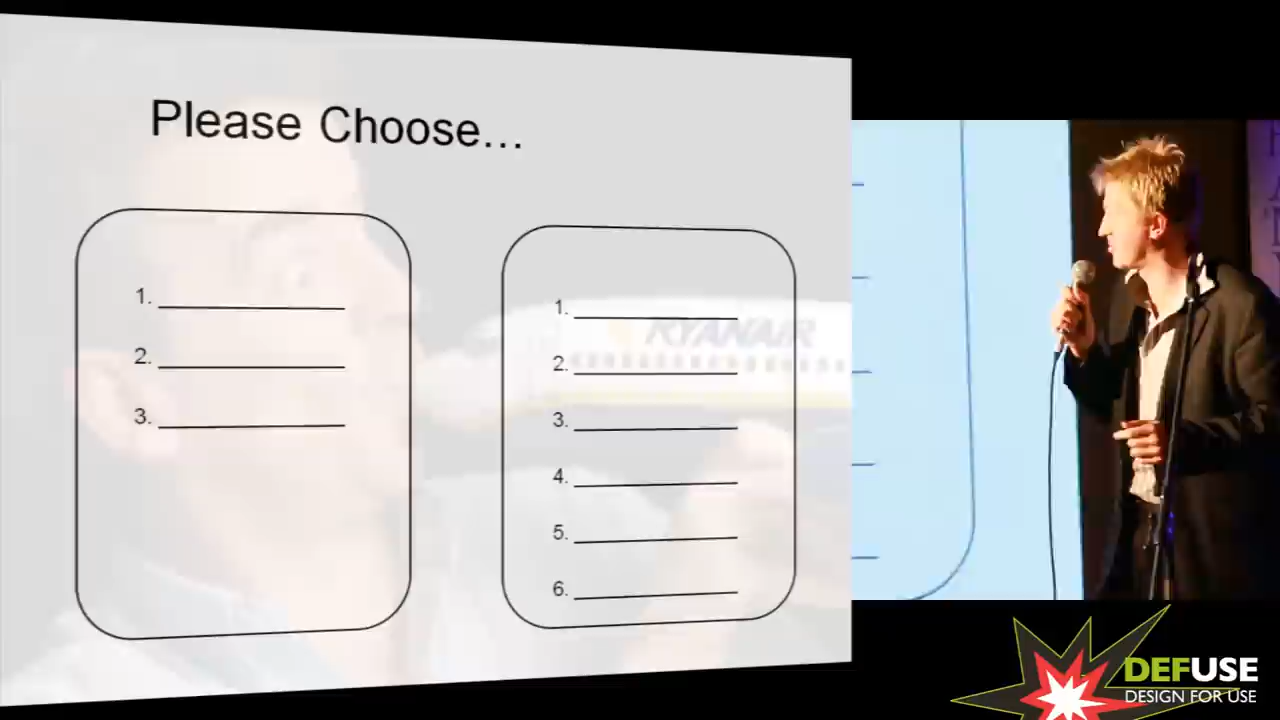 Please Choose...
1.
2.
3.
1.
2.
3.
4.
5.
6.
RYANAIR
DEFUSE
DESIGN FOR USE